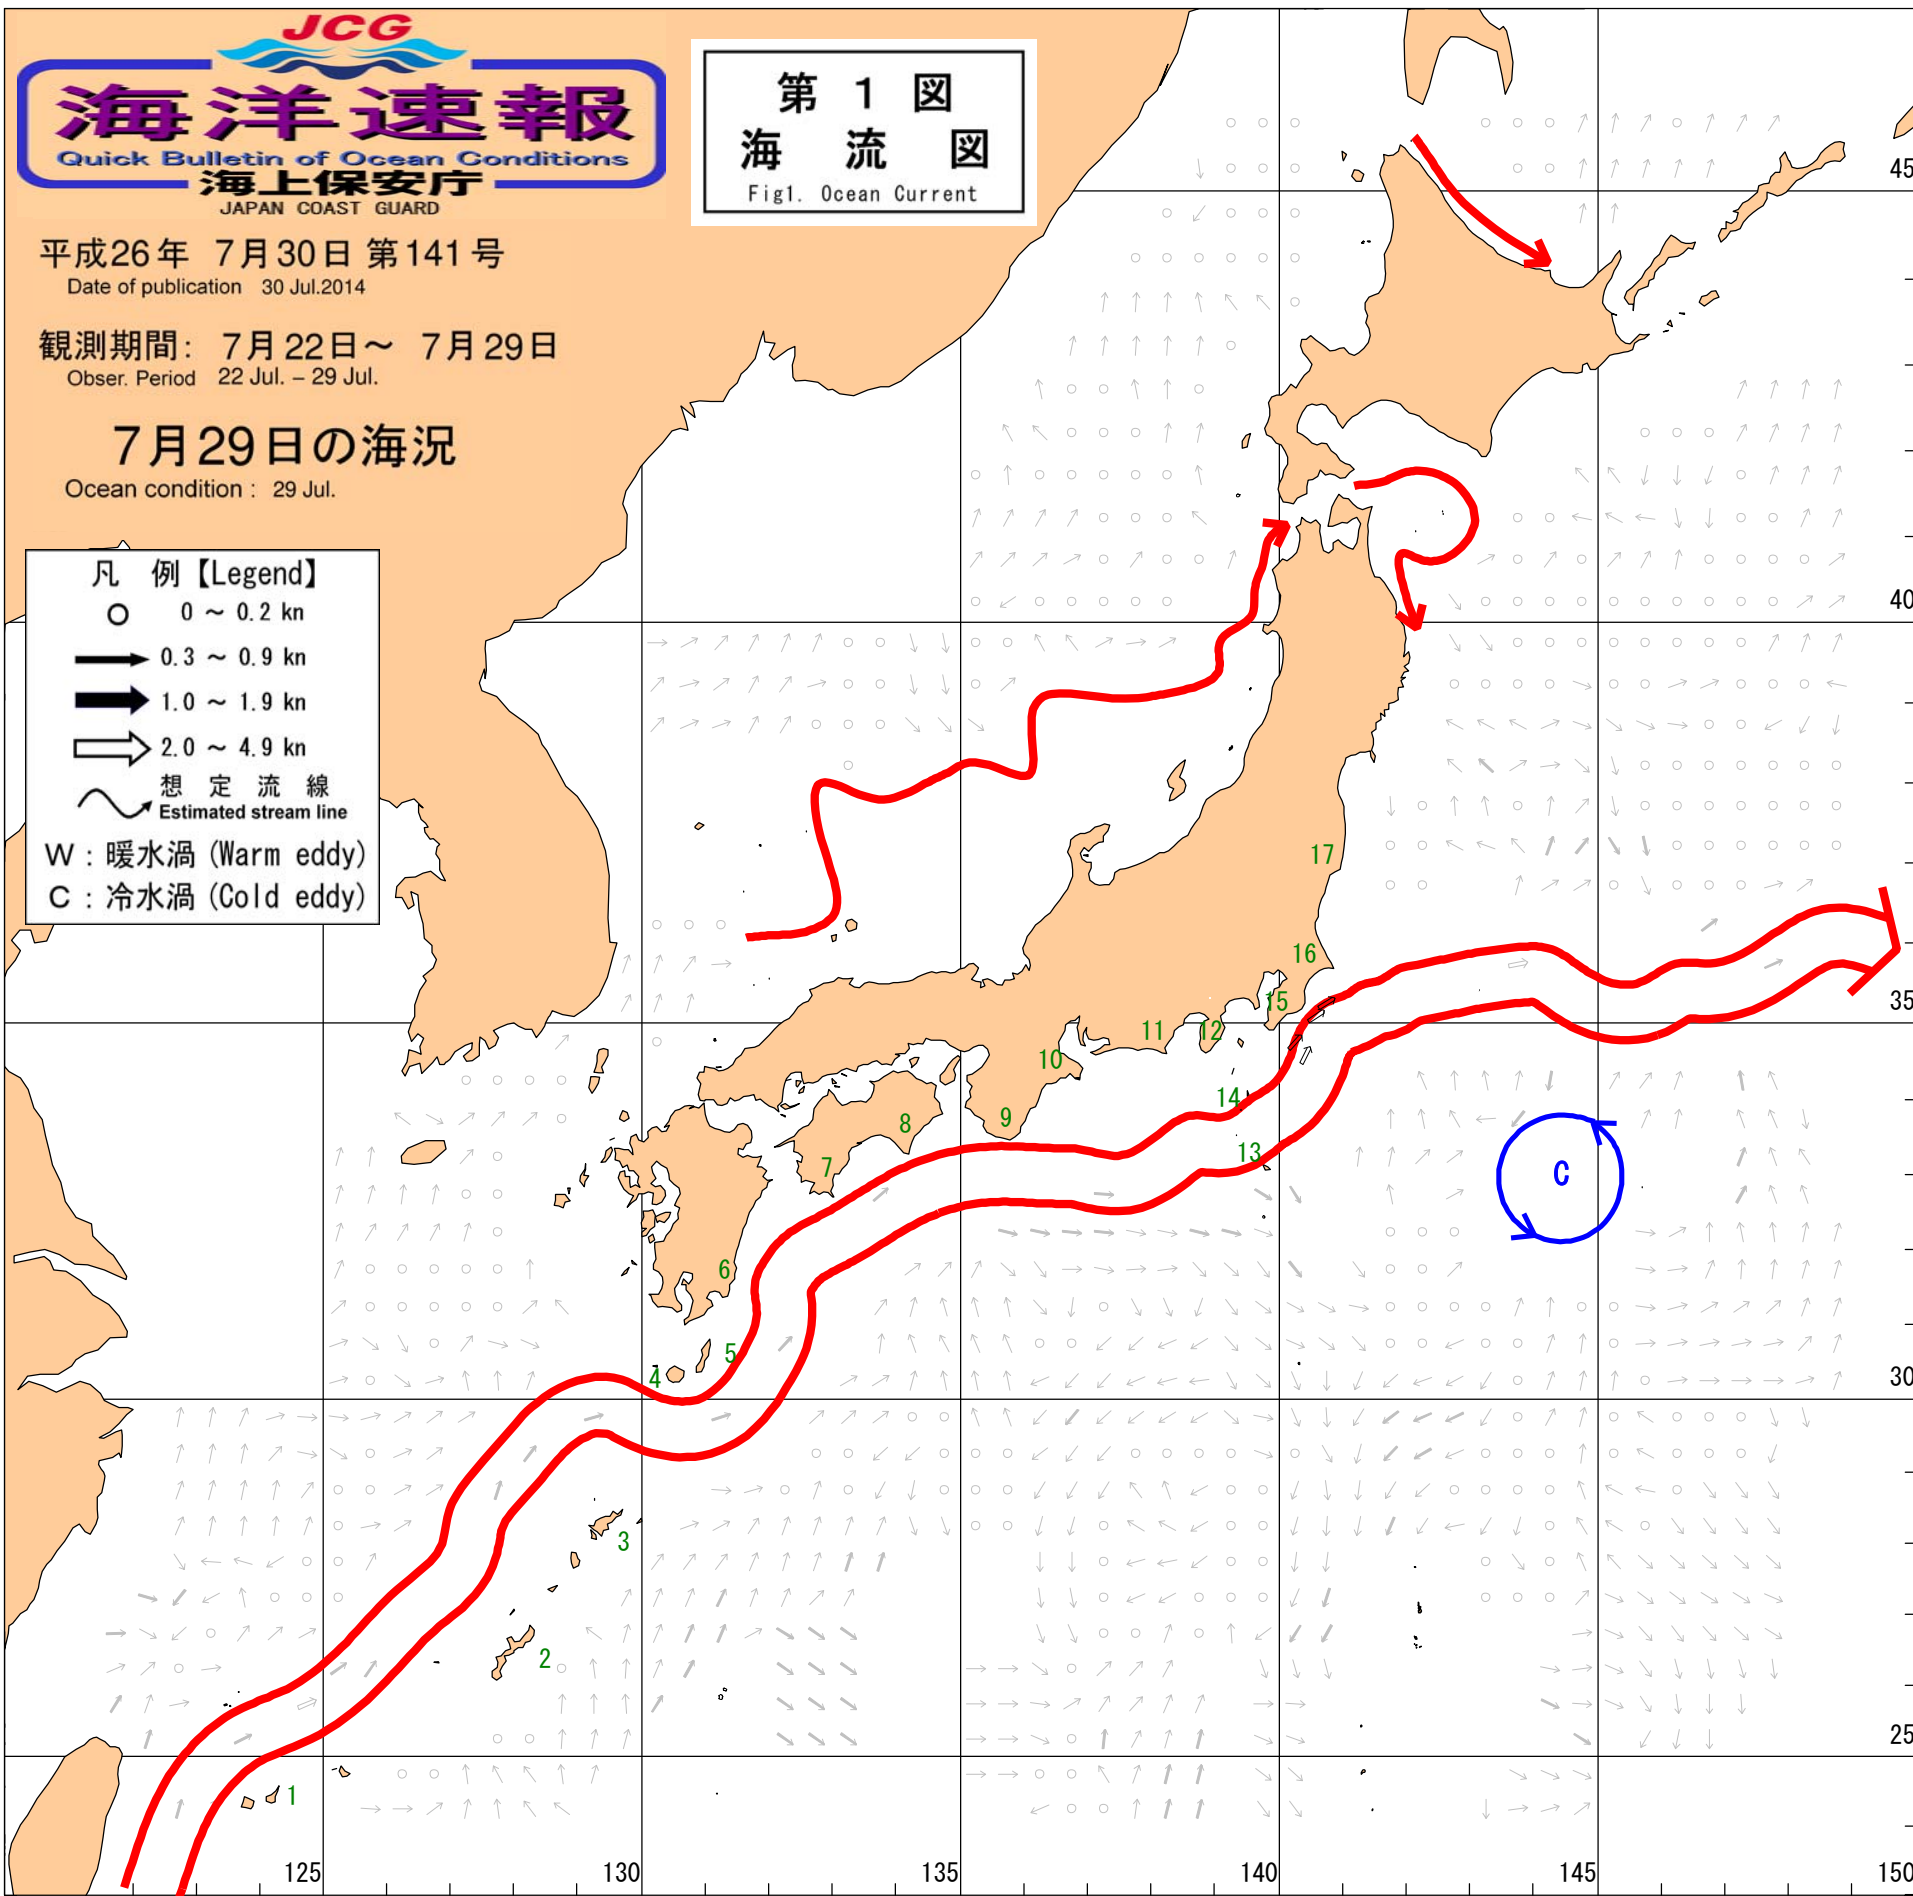 JCG
海洋速報
Quick Bulletin of Ocean Conditions
海上保安庁
JAPAN COAST GUARD
平成26年 7月30日 第141号
Date of publication 30 Jul.2014
観測期間: 7月22日～ 7月29日
Obser. Period 22 Jul. – 29 Jul.
7月29日の海況
Ocean condition : 29 Jul.
第 1 図
海 流 図
Fig1. Ocean Current
凡 例【Legend】
0 ～ 0.2 kn
0.3 ～ 0.9 kn
1.0 ～ 1.9 kn
2.0 ～ 4.9 kn
想 定 流 線
Estimated stream line
W : 暖水渦 (Warm eddy)
C : 冷水渦 (Cold eddy)
45
40
17
16
35
15
11
12
10
14
8
9
13
7
C
6
5
4
30
3
2
25
1
125
130
135
140
145
150